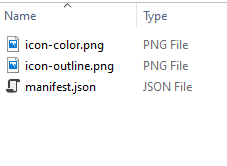 Name Type
icon-color.png PNG File
icon-outline.png PNG File
manifest.json JSON File